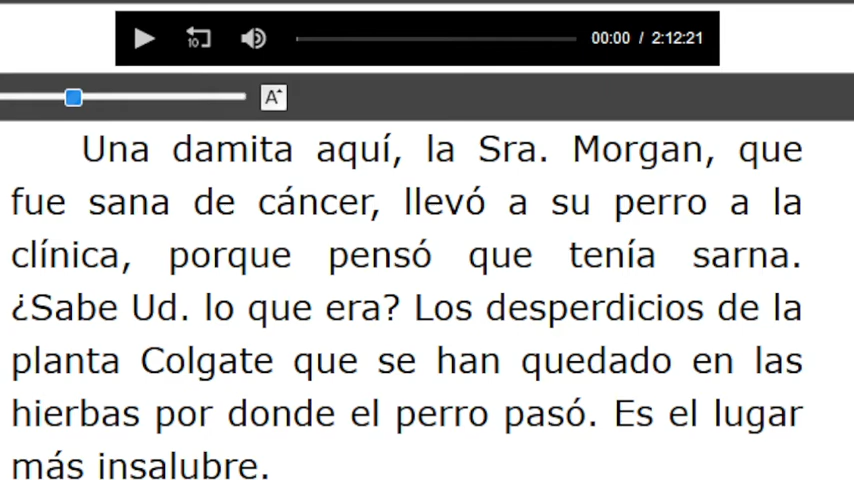 10
00:00 / 2:12:21
A
Una damita aquí, la Sra. Morgan, que
fue sana de cáncer, llevó a su perro a la
clínica, porque pensó que tenía sarna.
¿Sabe Ud. lo que era? Los desperdicios de la
planta Colgate que se han quedado en las
hierbas por donde el perro pasó. Es el lugar
más insalubre.